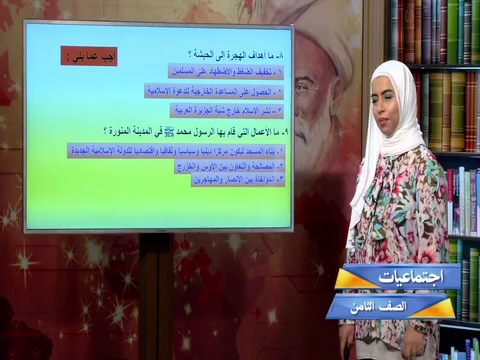 أجب عما يلي :
٨- ما أهداف الهجرة الى الحبشة ؟
١ - تخفيف الضغط والاضطهاد على المسلمين
٢ - الحصول على المساعدة الخارجية للدعوة الاسلامية
٣ - نشر الاسلام خارج شبة الجزيرة العربية
٩- ما الاعمال التي قام بها الرسول محمد ﷺ في المدينة المنورة ؟
١- بناء المسجد ليكون مركزا دينيا وسياسيا وثقافيا واقتصاديا للدولة الاسلامية الجديدة
٢- المصالحة والتعاون بين الأوس والخزرج
٣- المؤاخاة بين الانصار والمهاجرين
اجتماعيات
الصف الثامن